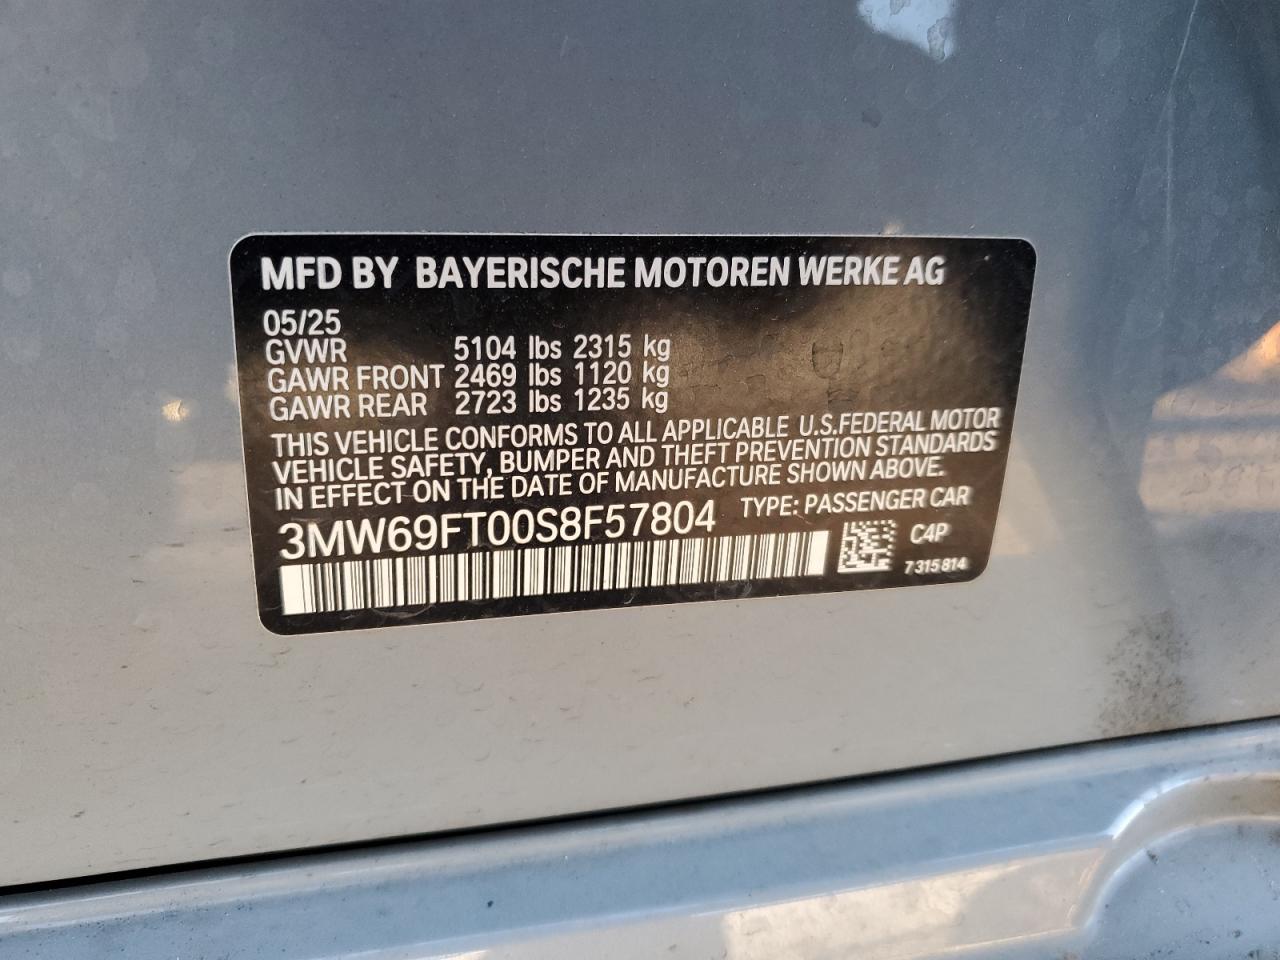 MFD BY BAYERISCHE MOTOREN WERKE AG
05/25
GVWR 5104 lbs 2315 kg
GAWR FRONT 2469 lbs 1120 kg
GAWR REAR 2723 lbs 1235 kg
THIS VEHICLE CONFORMS TO ALL APPLICABLE U.S.FEDERAL MOTOR
VEHICLE SAFETY, BUMPER AND THEFT PREVENTION STANDARDS
IN EFFECT ON THE DATE OF MANUFACTURE SHOWN ABOVE.
3MW69FT00S8F57804 TYPE: PASSENGER CAR
C4P
7 315 814